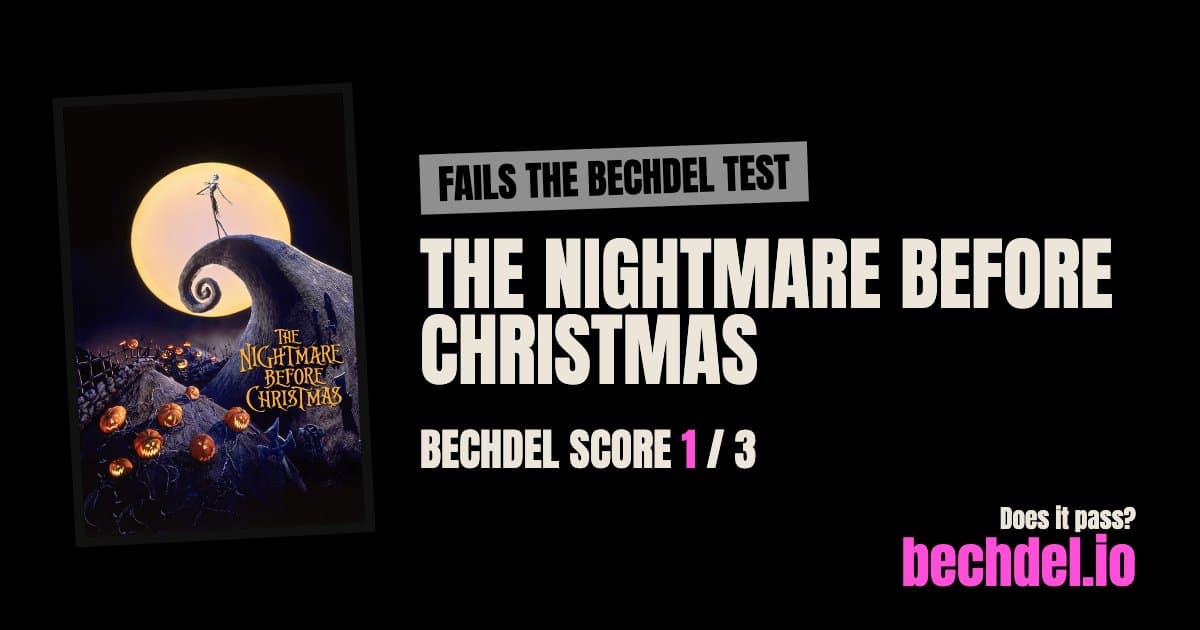 FAILS THE BECHDEL TEST
THE NIGHTMARE BEFORE
CHRISTMAS
BECHDEL SCORE 1 / 3
THE
NIGHTMARE
BEFORE
CHRISTMAS
Does it pass?
bechdel.io